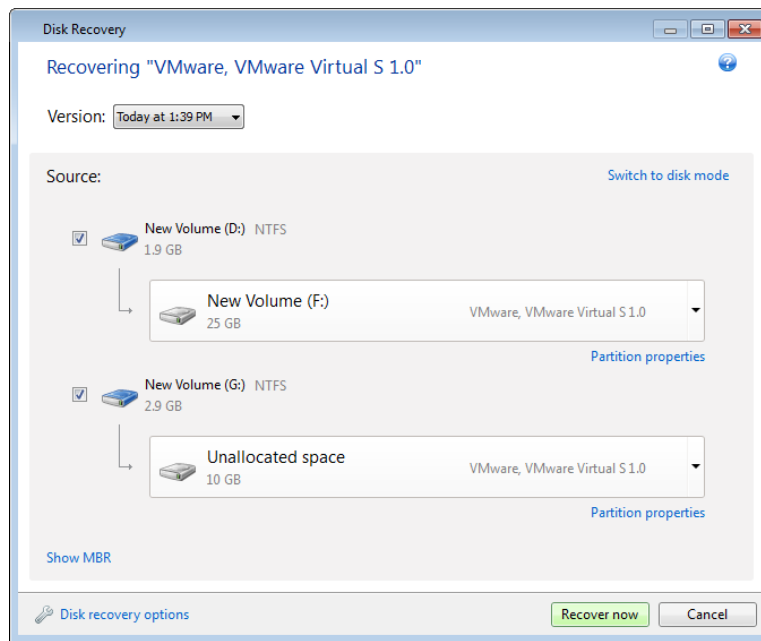 Disk Recovery
Recovering "VMware, VMware Virtual S 1.0"
Version: Today at 1:39 PM
Source:
Switch to disk mode
New Volume (D:) NTFS
1.9 GB
New Volume (F:)
25 GB
VMware, VMware Virtual S 1.0
Partition properties
New Volume (G:) NTFS
2.9 GB
Unallocated space
10 GB
VMware, VMware Virtual S 1.0
Partition properties
Show MBR
Disk recovery options
Recover now
Cancel